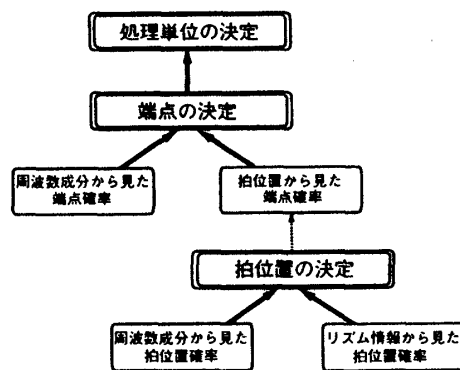 処理単位の決定
端点の決定
周波数成分から見た
端点確率
拍位置から見た
端点確率
拍位置の決定
周波数成分から見た
拍位置確率
リズム情報から見た
拍位置確率